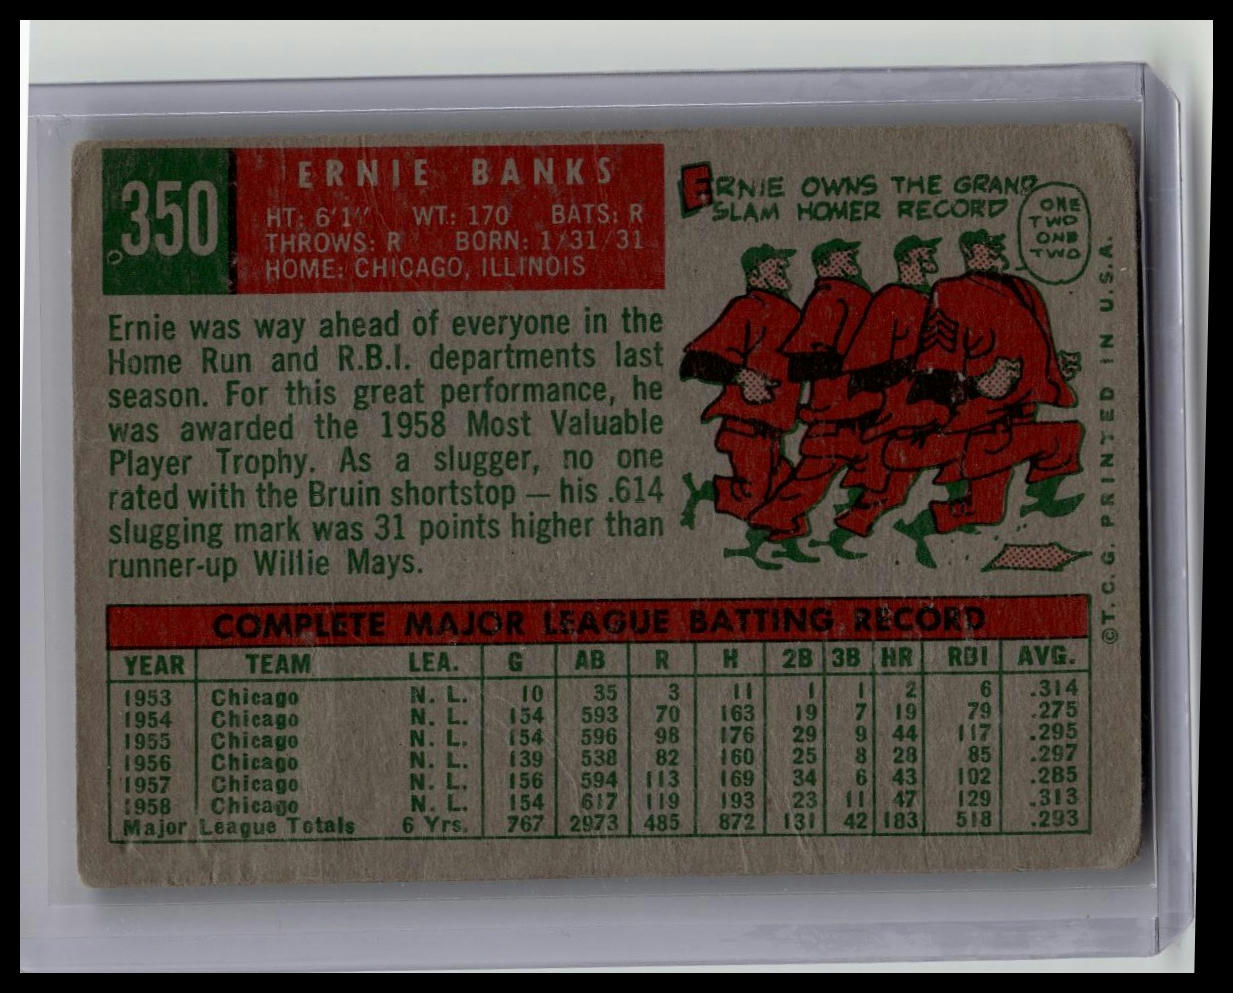 350
ERNIE BANKS
HT: 6'1" WT: 170 BATS: R
THROWS: R BORN: 1/31/31
HOME: CHICAGO, ILLINOIS
Ernie was way ahead of everyone in the
Home Run and R.B.I. departments last
season. For this great performance, he
was awarded the 1958 Most Valuable
Player Trophy. As a slugger, no one
rated with the Bruin shortstop — his .614
slugging mark was 31 points higher than
runner-up Willie Mays.
ERNIE OWNS THE GRAND
SLAM HOMER RECORD
ONE
TWO
ONE
TWO
©T.C.G. PRINTED IN U.S.A.
COMPLETE MAJOR LEAGUE BATTING RECORD
YEAR TEAM LEA. G AB R H 2B 3B HR RBI AVG.
1953 Chicago N. L. 10 35 3 11 1 1 2 6 .314
1954 Chicago N. L. 154 593 70 163 19 7 19 79 .275
1955 Chicago N. L. 154 596 98 176 29 9 44 117 .295
1956 Chicago N. L. 139 538 82 160 25 8 28 85 .297
1957 Chicago N. L. 156 594 113 169 34 6 43 102 .285
1958 Chicago N. L. 154 617 119 193 23 11 47 129 .313
Major League Totals 6 Yrs. 767 2973 485 872 131 42 183 518 .293